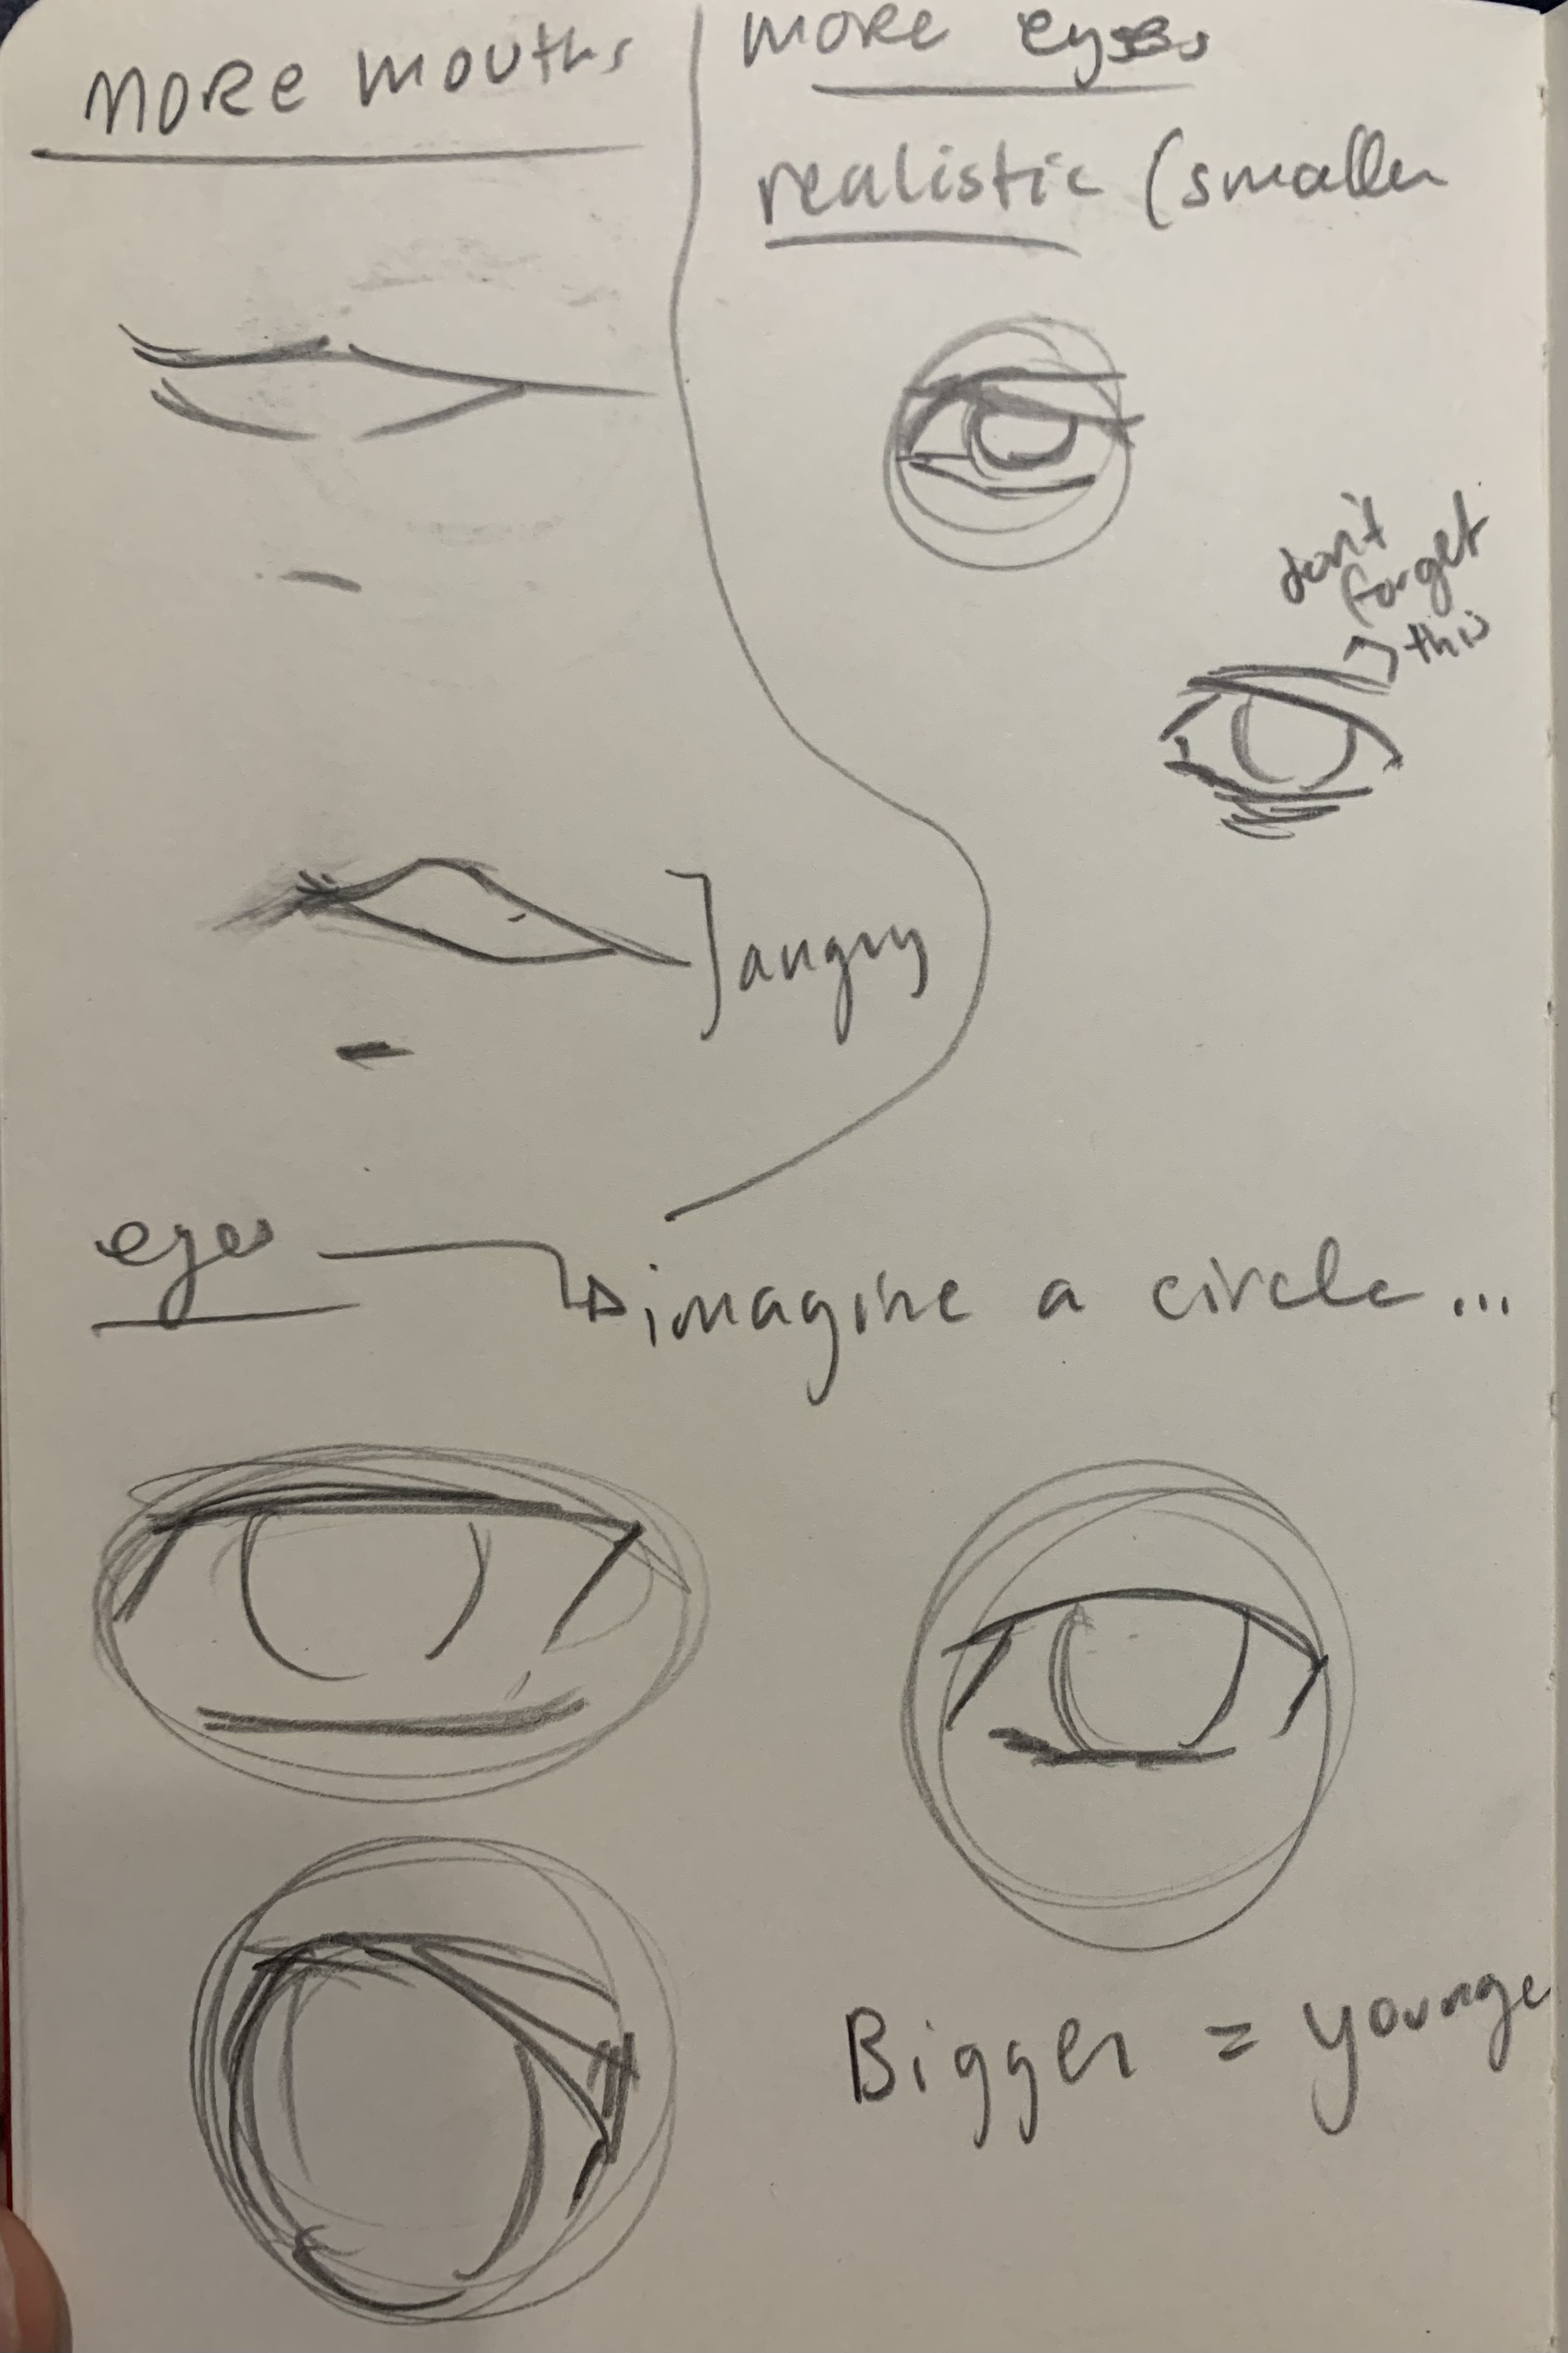 more mouths
angry
more eyes
realistic (smaller
don't
forget
this
eyes
imagine a circle...
Bigger = younge